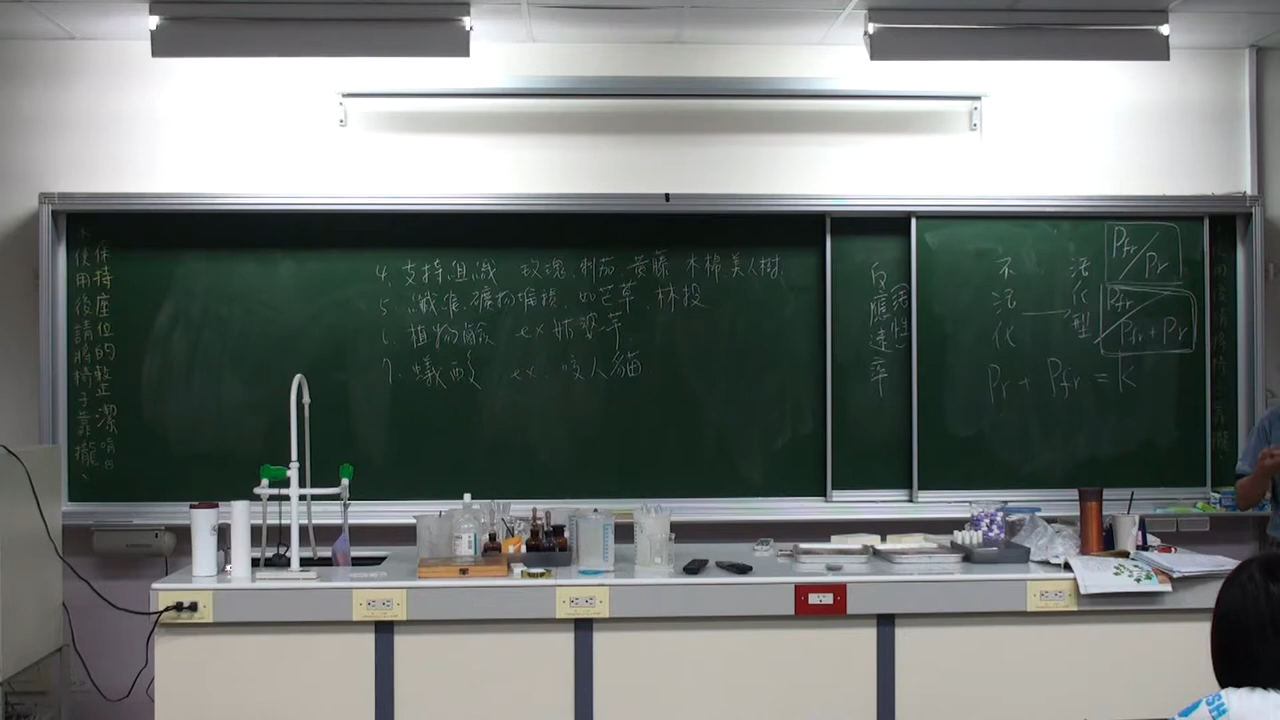 使用後請將椅子靠攏、
保持座位的整潔
4. 支持組織 玫瑰、刺茄、黃藤 木棉 美人樹、
5. 纖維、礦物堆積、如芒草、林投
6. 植物鹼 ex 姑婆芋
7. 蟻酸 ex. 咬人貓
反應速率
(活性)
不活化 → 活化型
Pfr/Pr
Pfr/Pfr+Pr
Pr + Pfr = K